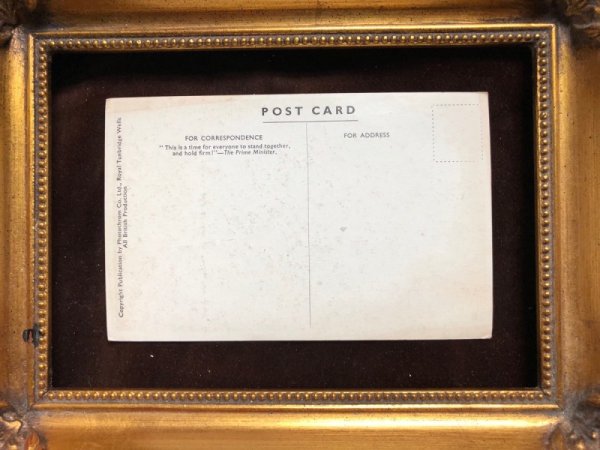 POST CARD
FOR CORRESPONDENCE
"This is a time for everyone to stand together,
and hold firm!"—The Prime Minister.
FOR ADDRESS
Copyright Publication by Photochrom Co. Ltd., Royal Tunbridge Wells
All British Production